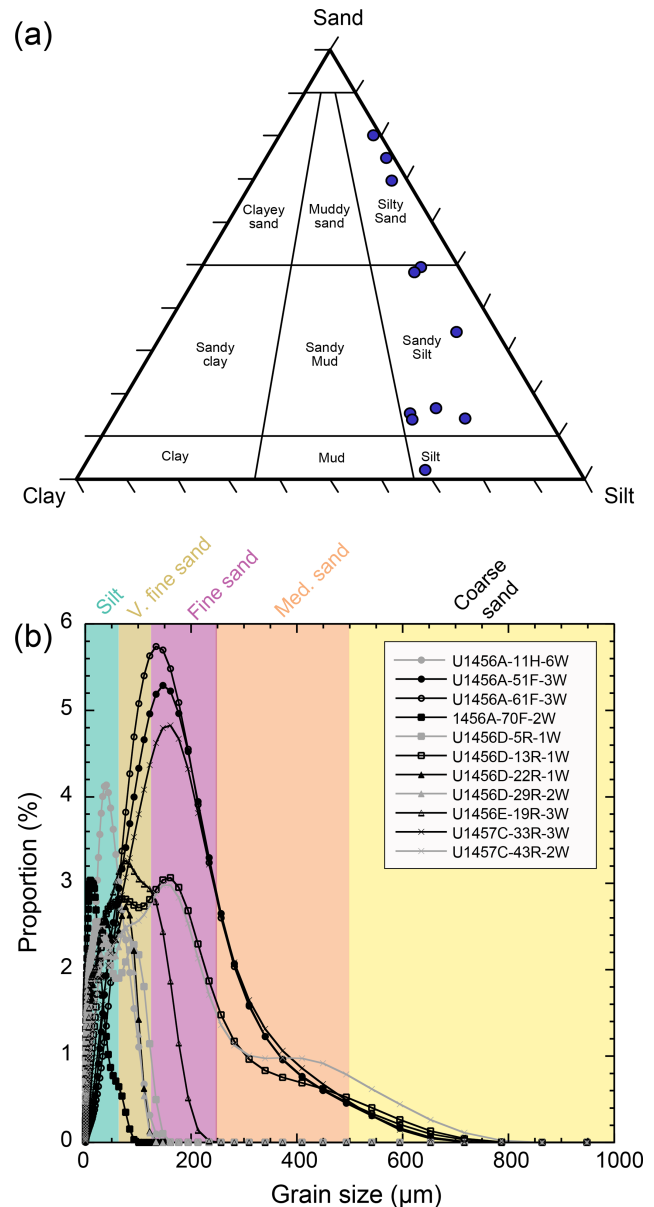 (a)
Sand
Clayey
sand
Muddy
sand
Silty
Sand
Sandy
clay
Sandy
Mud
Sandy
Silt
Clay
Mud
Silt
Clay
Silt
(b)
Silt
V. fine sand
Fine sand
Med. sand
Coarse
sand
6
5
4
3
2
1
0
Proportion (%)
U1456A-11H-6W
U1456A-51F-3W
U1456A-61F-3W
1456A-70F-2W
U1456D-5R-1W
U1456D-13R-1W
U1456D-22R-1W
U1456D-29R-2W
U1456E-19R-3W
U1457C-33R-3W
U1457C-43R-2W
0
200
400
600
800
1000
Grain size (µm)